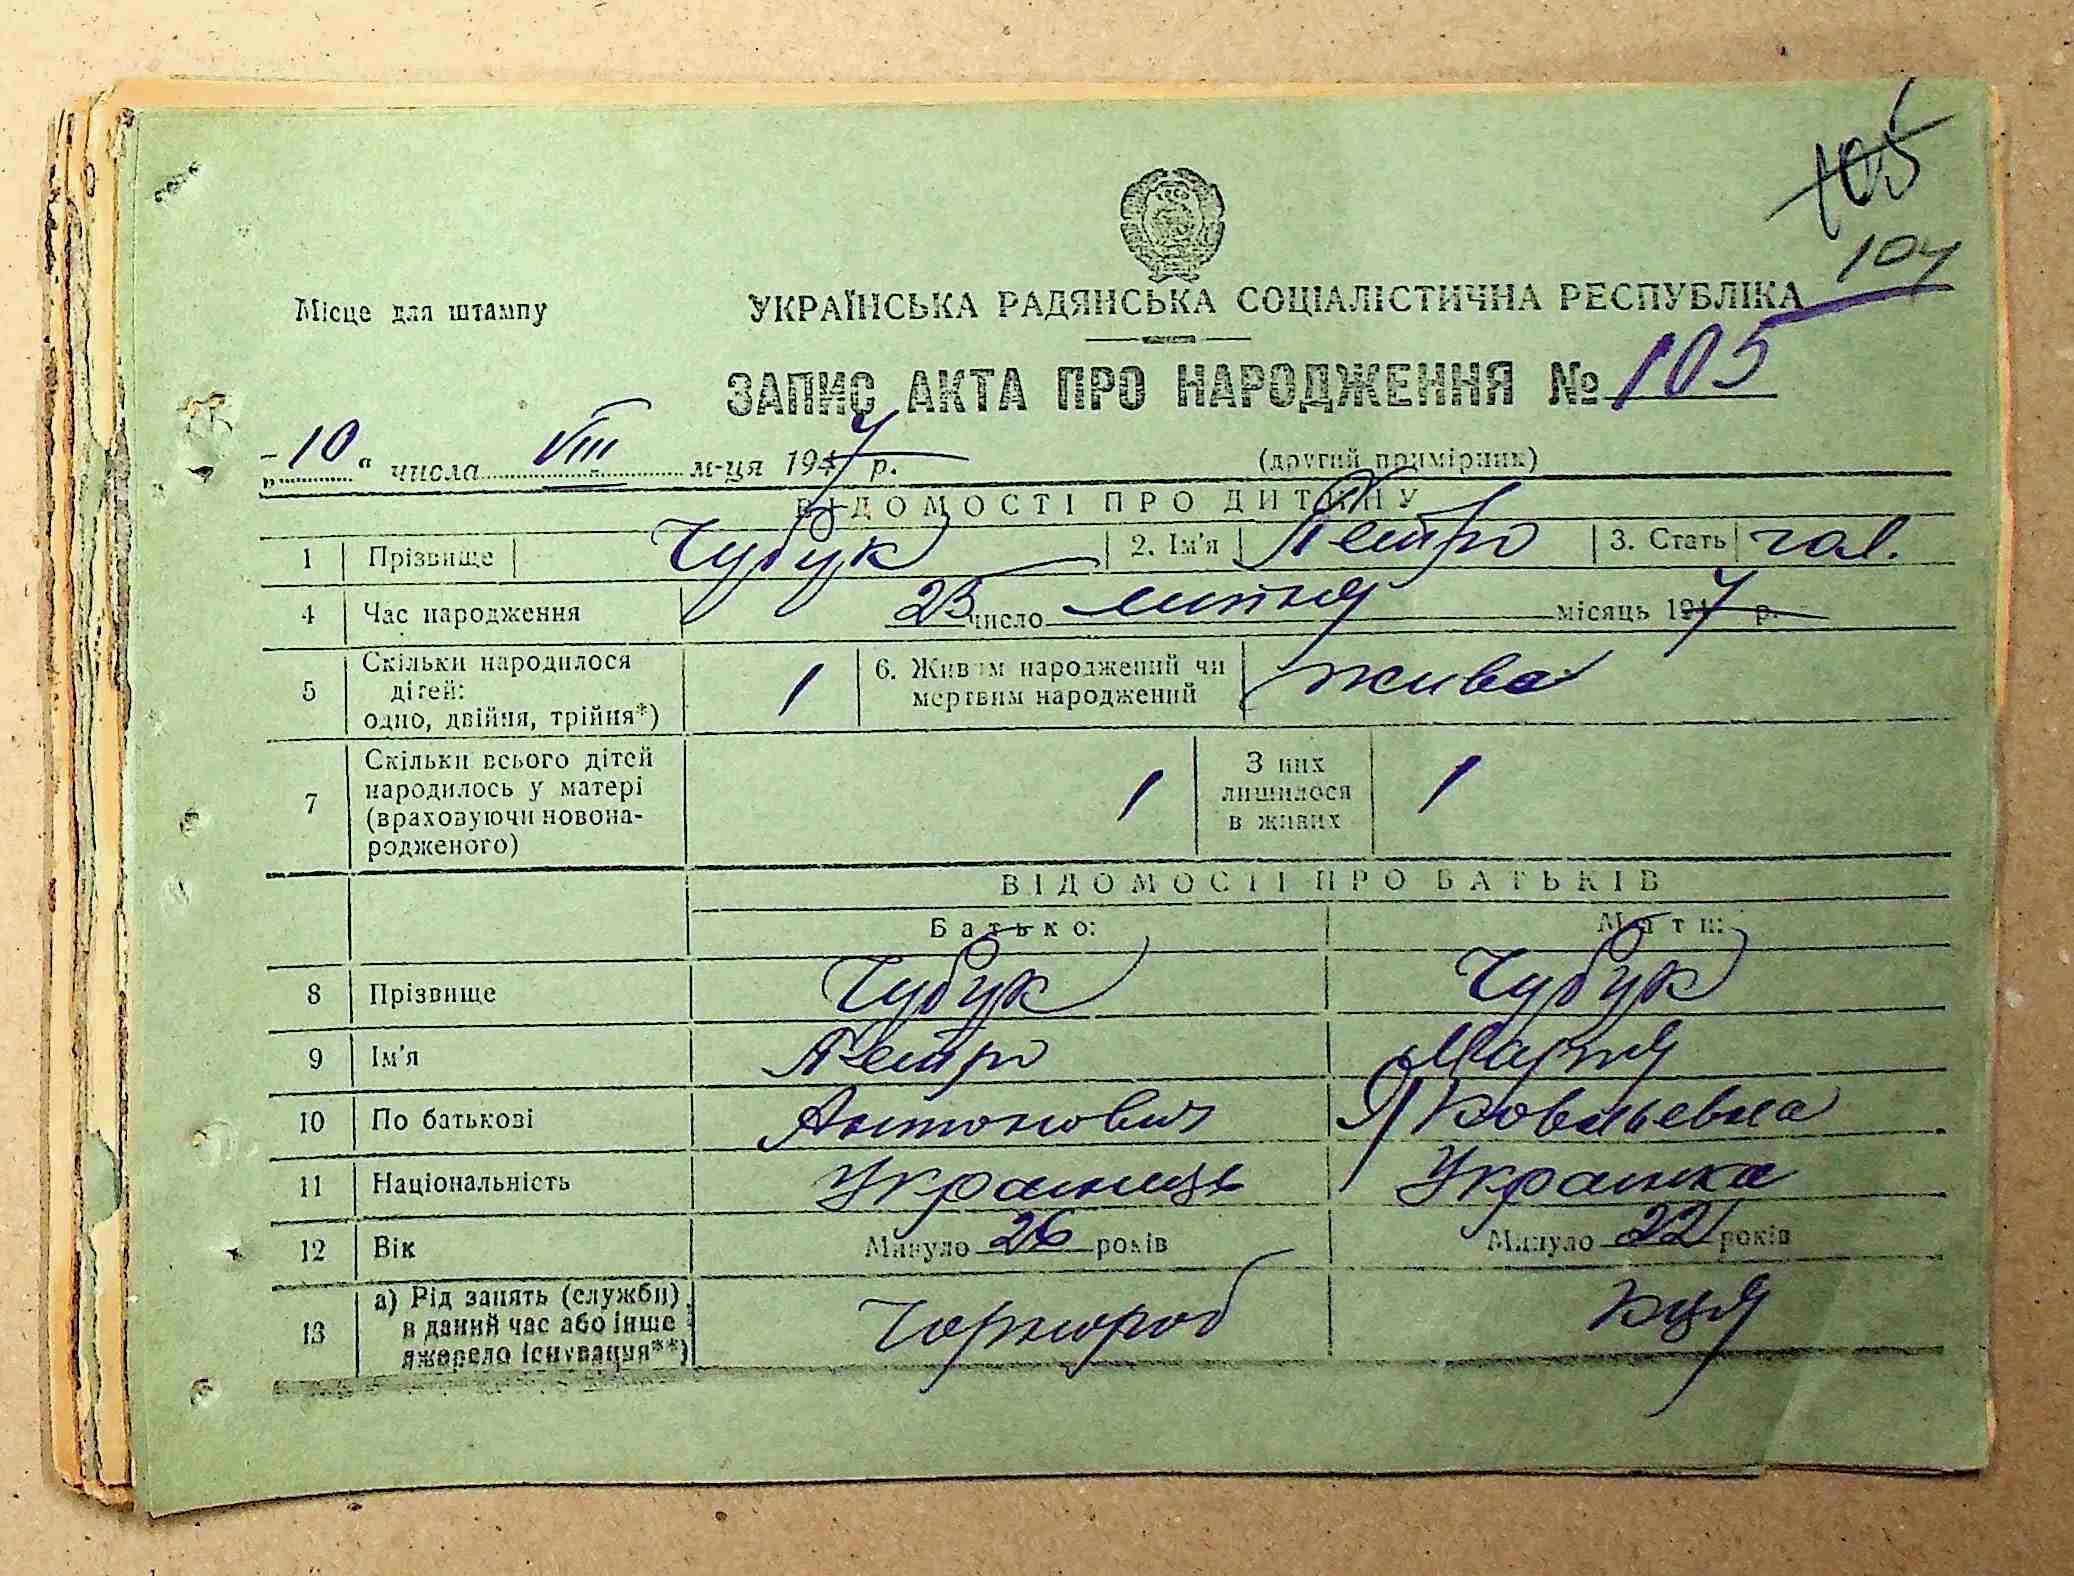 105
104
Місце для штампу
УКРАЇНСЬКА РАДЯНСЬКА СОЦІАЛІСТИЧНА РЕСПУБЛІКА
ЗАПИС АКТА ПРО НАРОДЖЕННЯ № 105
"10" числа VIII м-ця 1947 р. (другий примірник)
ВІДОМОСТІ ПРО ДИТИНУ
1 Прізвище Чубук 2. Ім'я Петро 3. Стать чол.
4 Час народження 23 число липня місяць 1947 р.
5 Скільки народилося дітей: одно, двійня, трійня*) 1 6. Живим народжений чи мертвим народжений жива
7 Скільки всього дітей народилось у матері (враховуючи новонародженого) 1 З них лишилося в живих 1
ВІДОМОСТІ ПРО БАТЬКІВ
Батько: Мати:
8 Прізвище Чубук Чубук
9 Ім'я Петро Марія
10 По батькові Антонович Яковльевна
11 Національність Українець Українка
12 Вік Минуло 26 років Минуло 22 років
13 а) Рід занять (служби) в даний час або інше джерело існування**) Чорнороб